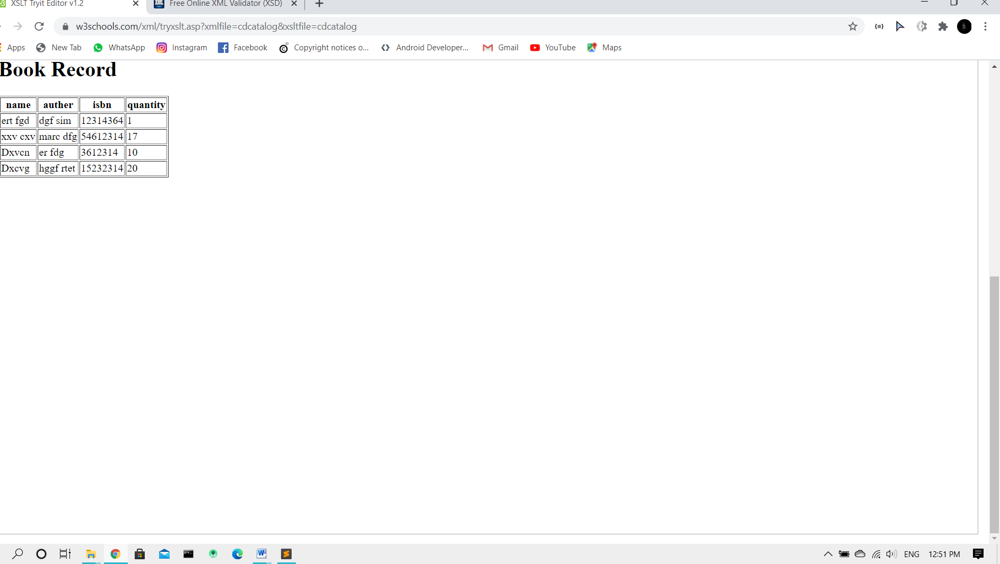 XSLT Tryit Editor v1.2
Free Online XML Validator (XSD)
w3schools.com/xml/tryxslt.asp?xmlfile=cdcatalog&xsltfile=cdcatalog
Apps New Tab WhatsApp Instagram Facebook Copyright notices o... Android Developer... Gmail YouTube Maps
Book Record
name auther isbn quantity
ert fgd dgf sim 12314364 1
xxv cxv marc dfg 54612314 17
Dxvcn er fdg 3612314 10
Dxcvg hggf rtet 15232314 20
ENG 12:51 PM